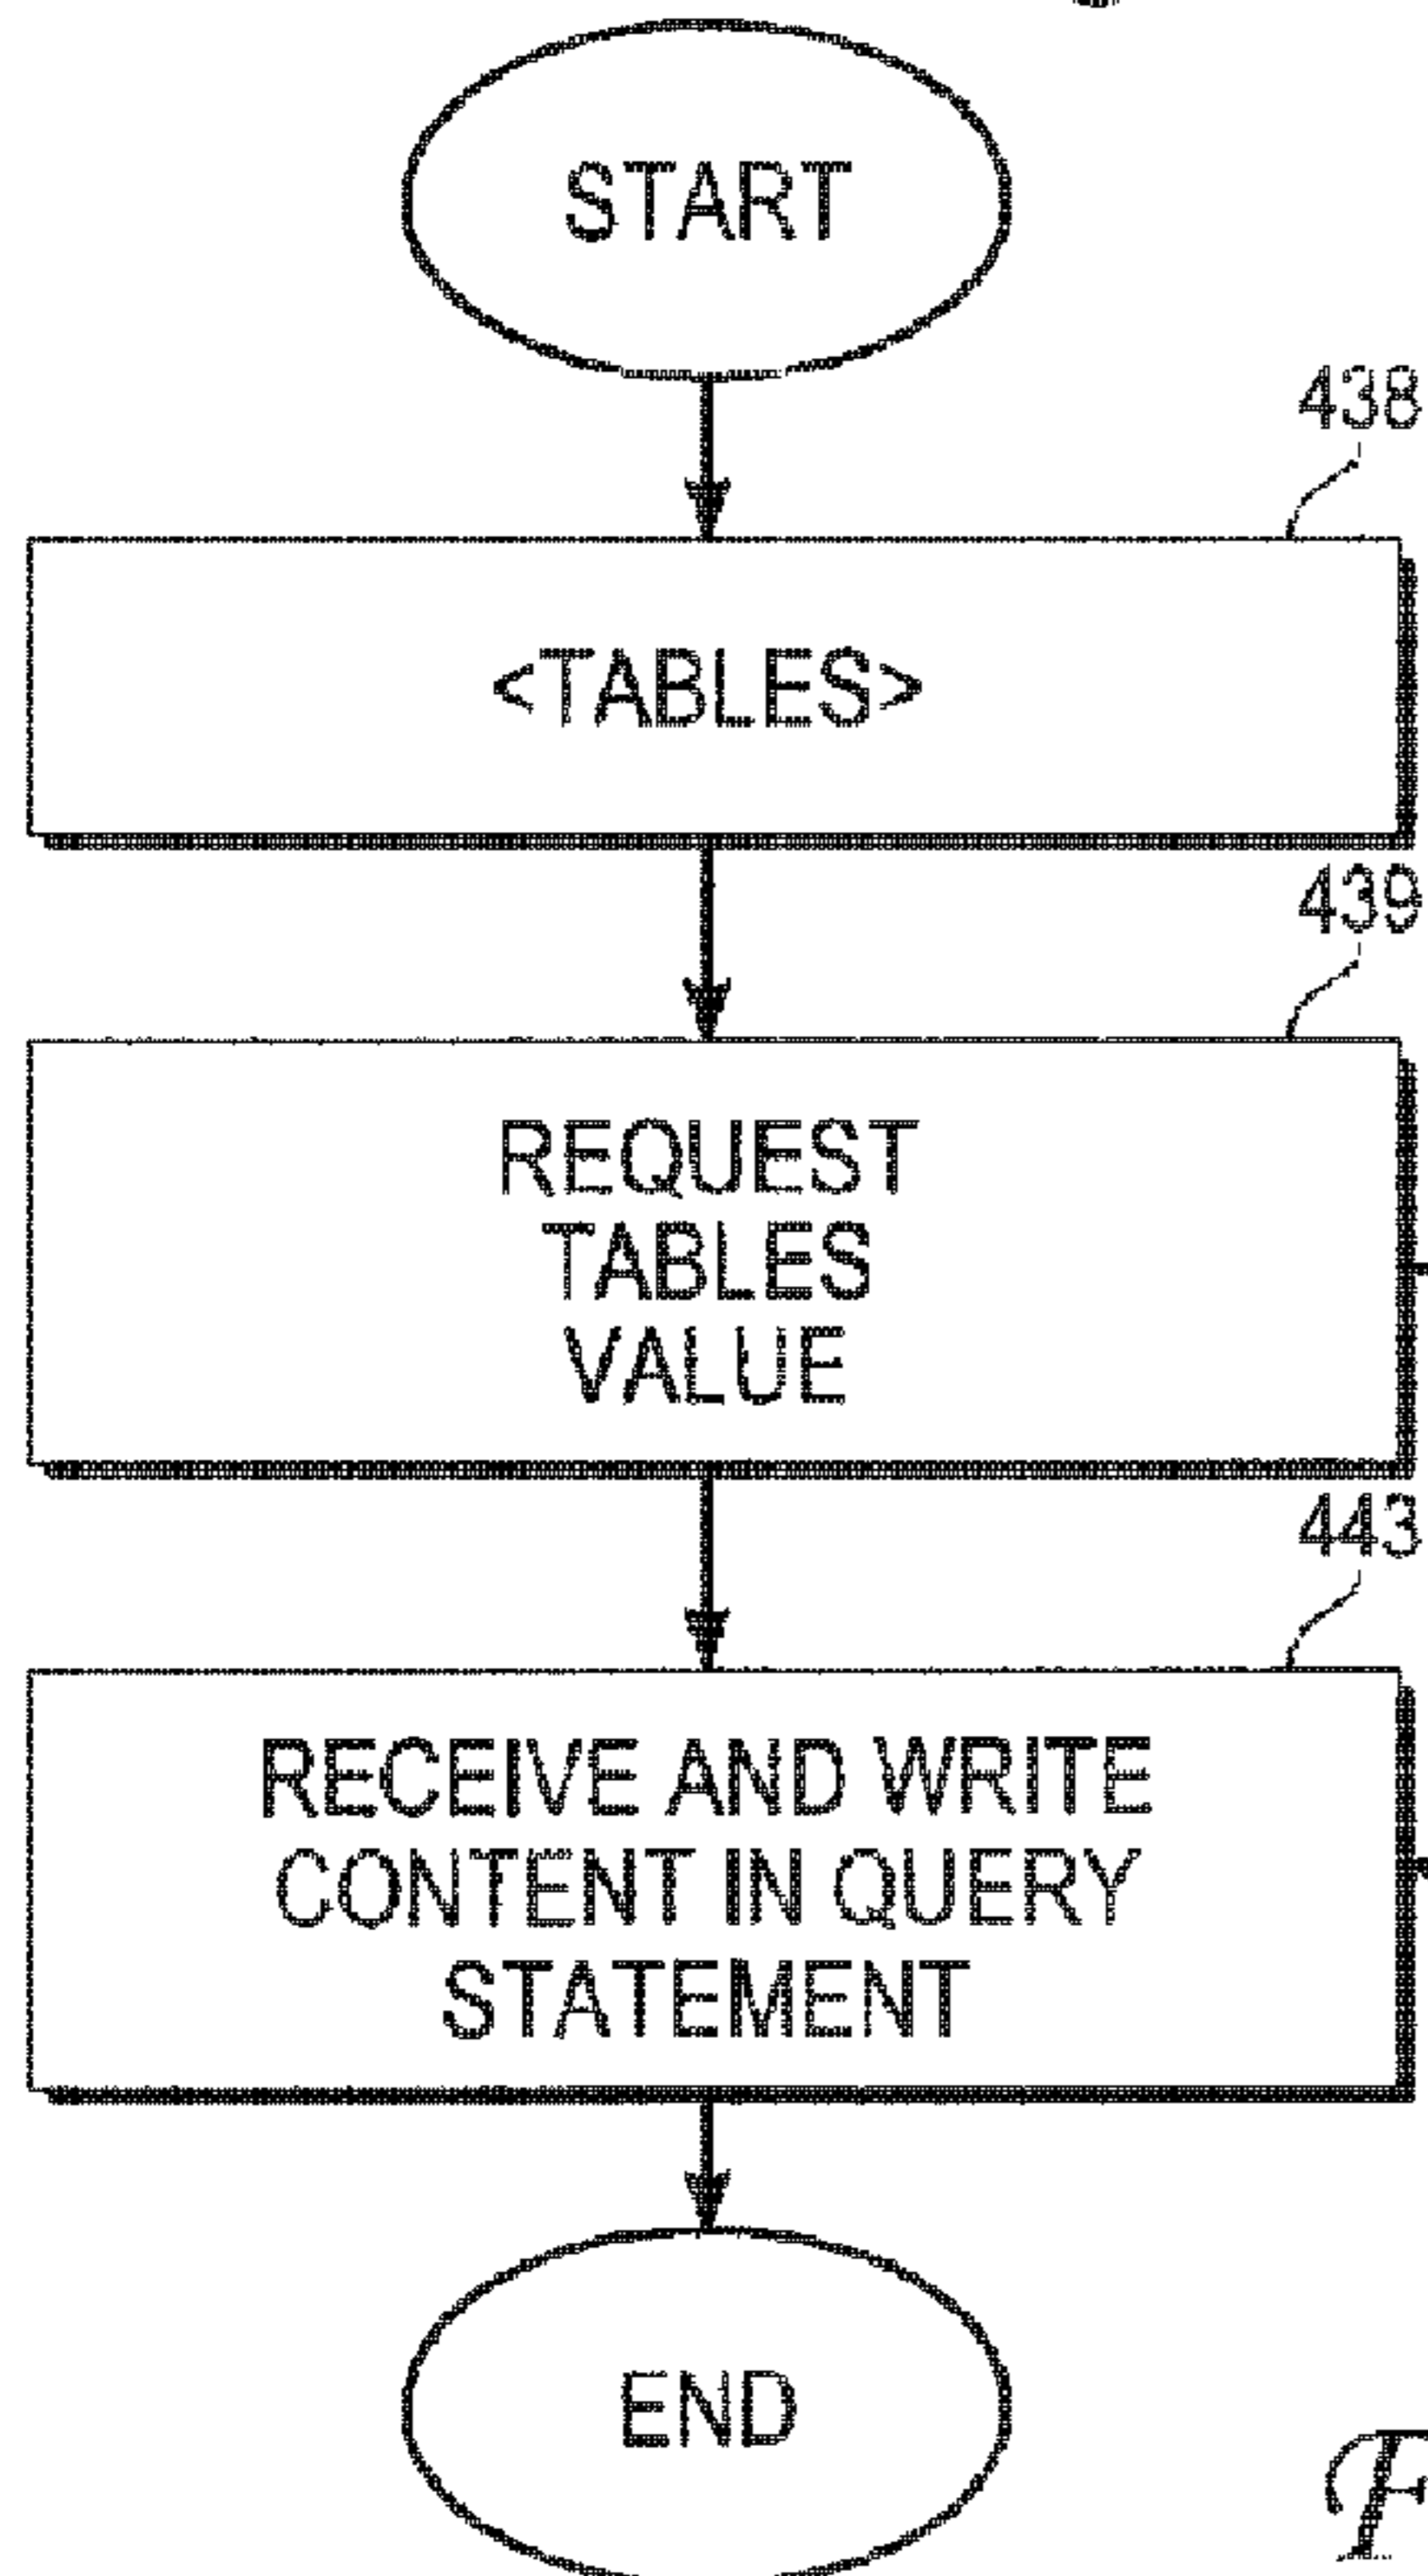 START
438
<TABLES>
439
REQUEST
TABLES
VALUE
443
RECEIVE AND WRITE
CONTENT IN QUERY
STATEMENT
END